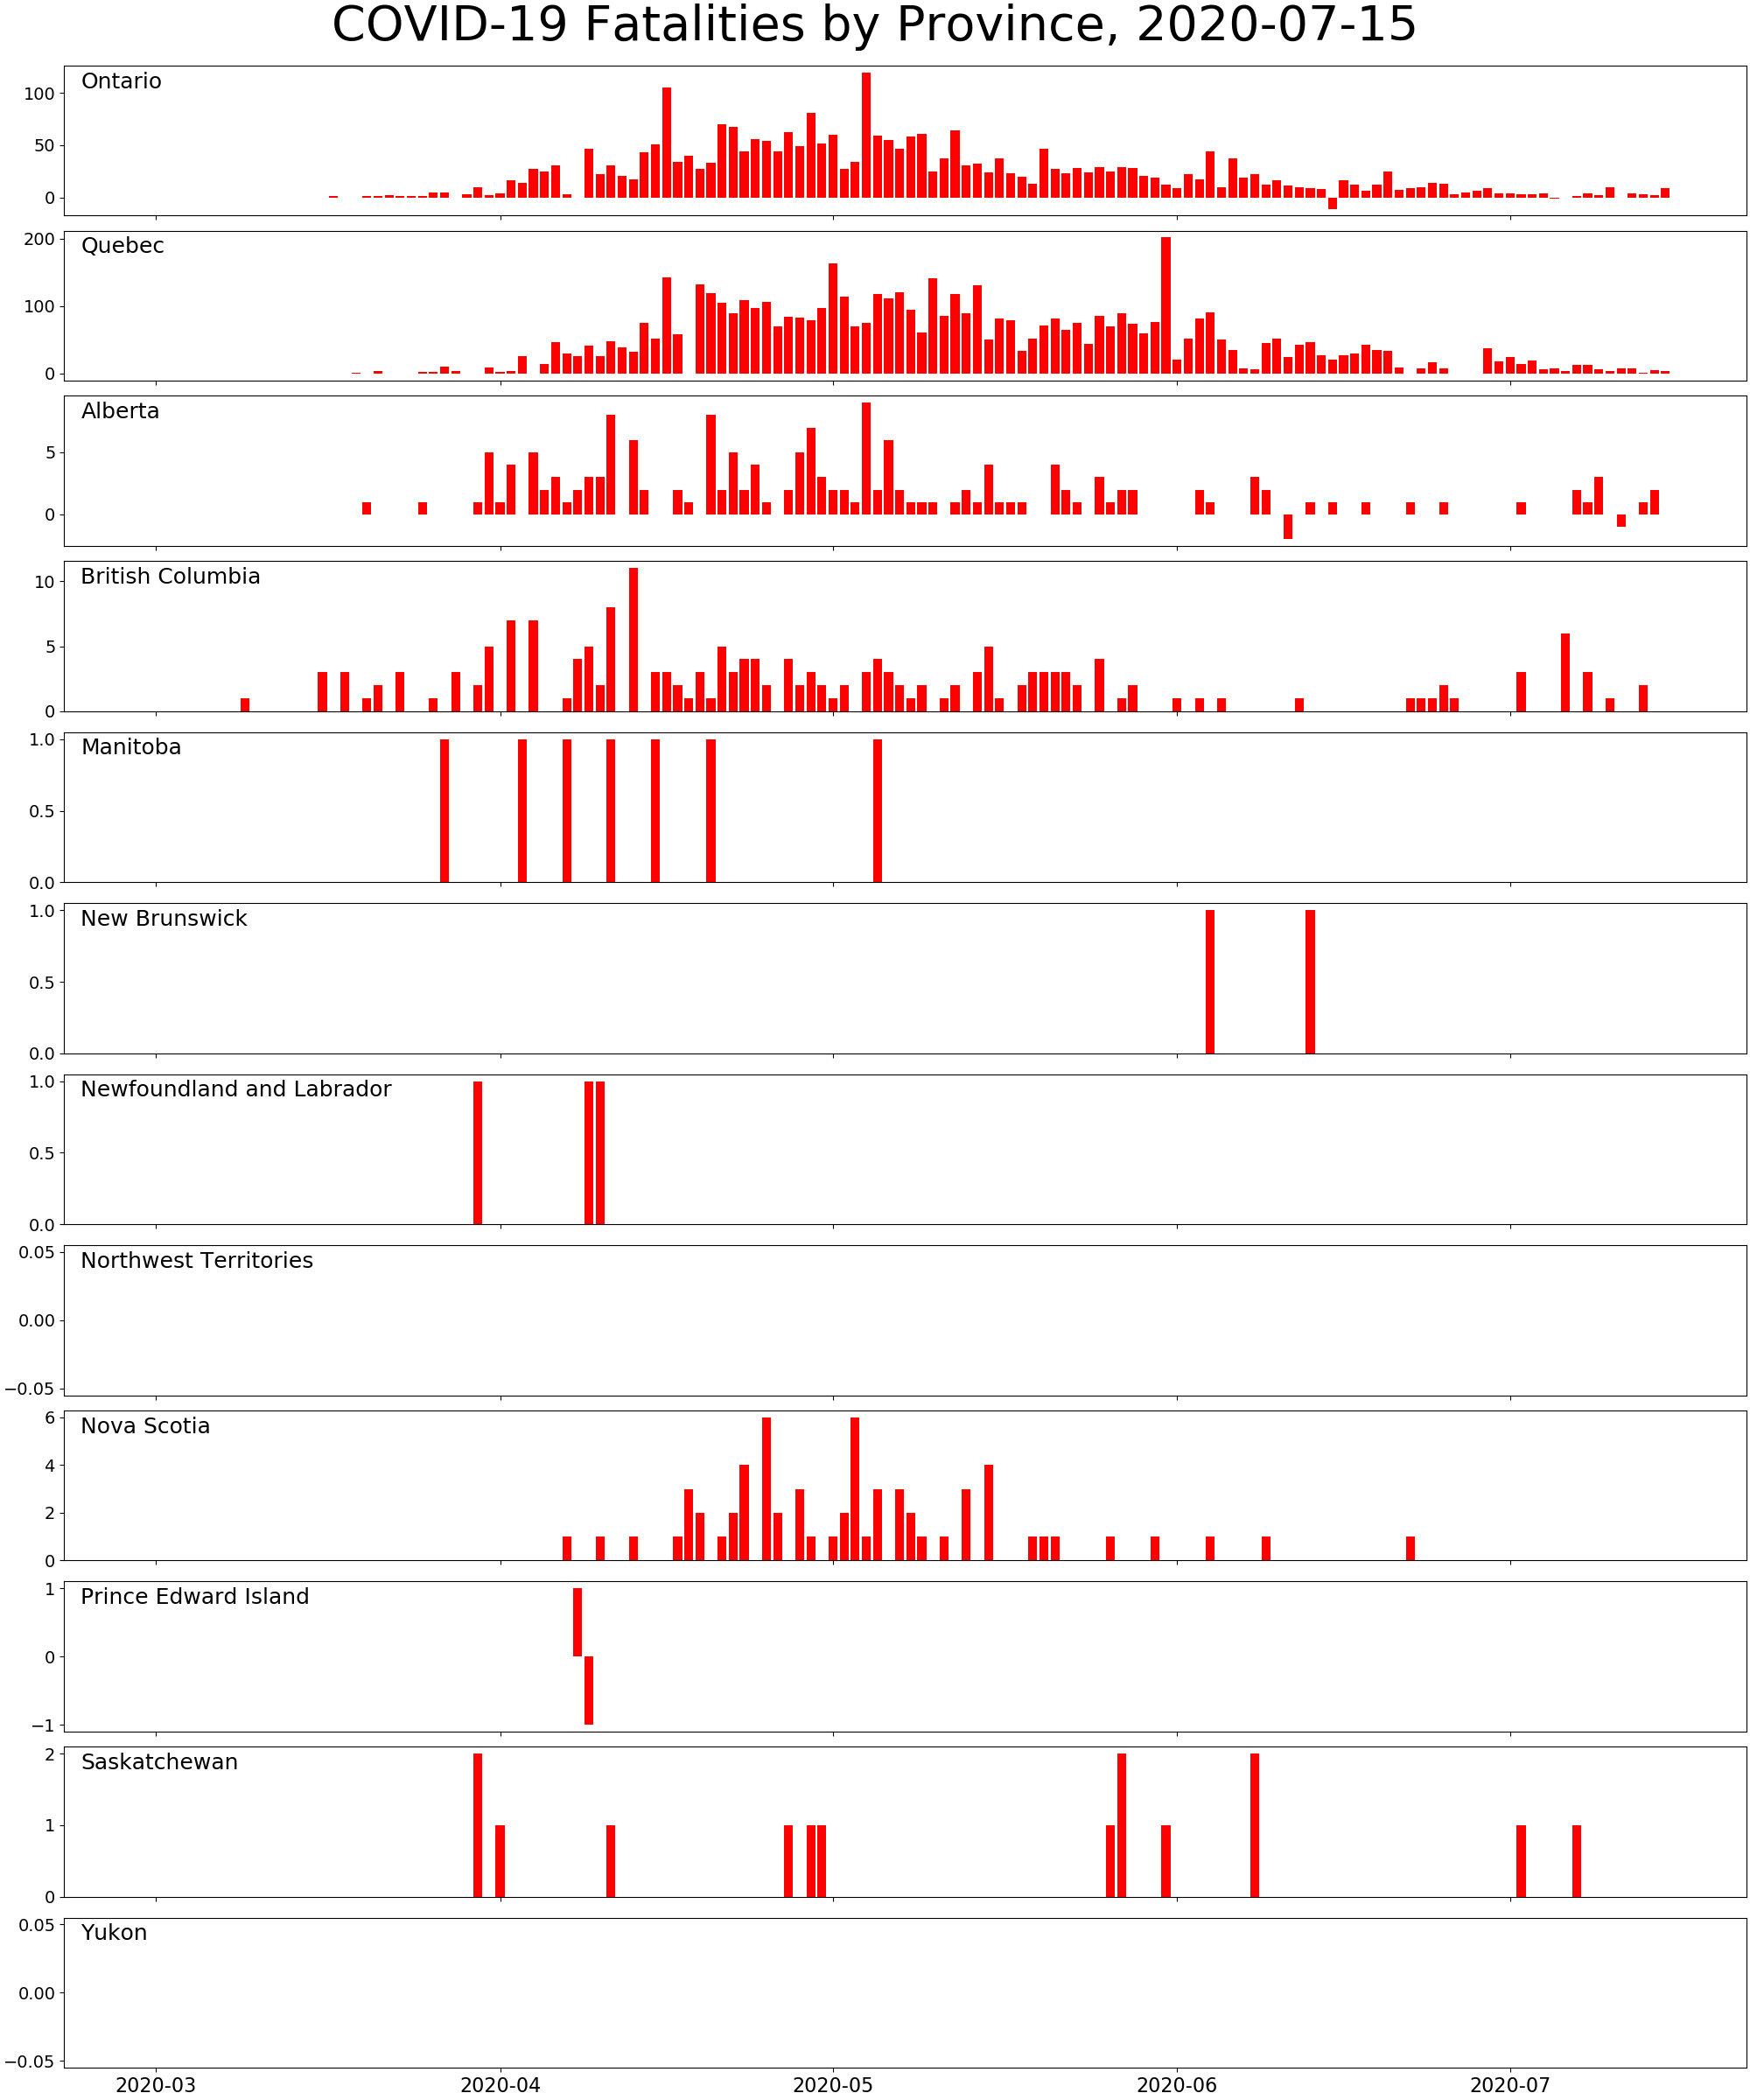 COVID-19 Fatalities by Province, 2020-07-15
Ontario
100
50
0
Quebec
200
100
0
Alberta
5
0
British Columbia
10
5
0
Manitoba
1.0
0.5
0.0
New Brunswick
1.0
0.5
0.0
Newfoundland and Labrador
1.0
0.5
0.0
Northwest Territories
0.05
0.00
−0.05
Nova Scotia
6
4
2
0
Prince Edward Island
1
0
−1
Saskatchewan
2
1
0
Yukon
0.05
0.00
−0.05
2020-03 2020-04 2020-05 2020-06 2020-07